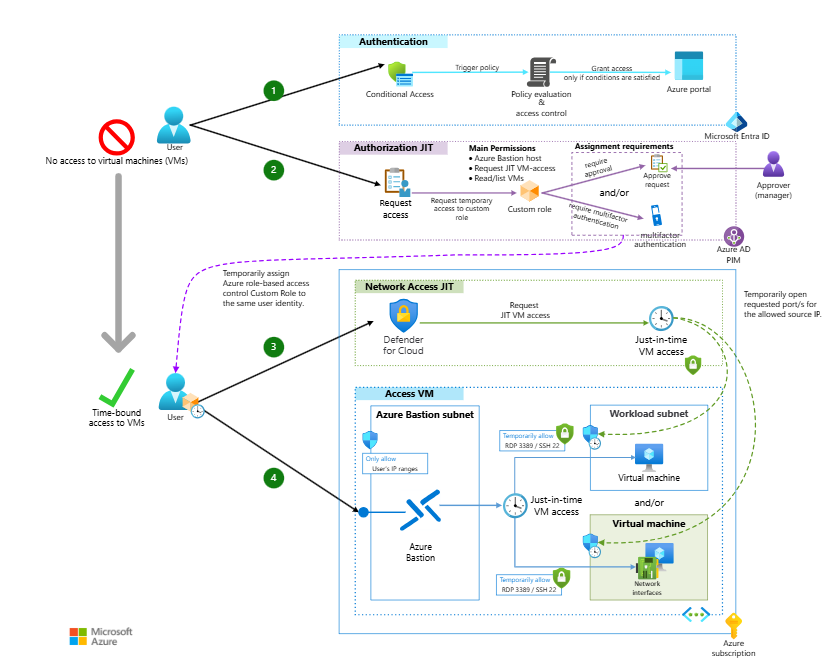 Authentication
1
Trigger policy
Grant access
only if conditions are satisfied
Conditional Access
Policy evaluation
&
access control
Azure portal
Microsoft Entra ID
User
No access to virtual machines (VMs)
2
Authorization JIT
Main Permissions
• Azure Bastion host
• Request JIT VM-access
• Read/list VMs
Assignment requirements
require
approval
Approve
request
and/or
Request
access
Request temporary
access to custom
role
Custom role
require multifactor
authentication
multifactor
authentication
Approver
(manager)
Azure AD
PIM
Temporarily assign
Azure role-based access
control Custom Role to
the same user identity.
Network Access JIT
Request
JIT VM access
Defender
for Cloud
Just-in-time
VM access
Temporarily open
requested port/s for
the allowed source IP.
3
Time-bound
access to VMs
User
4
Access VM
Azure Bastion subnet
Only allow
User's IP ranges
Azure
Bastion
Just-in-time
VM access
Temporarily allow
RDP 3389 / SSH 22
Workload subnet
Virtual machine
and/or
Virtual machine
Temporarily allow
RDP 3389 / SSH 22
Network
interfaces
Azure
subscription
Microsoft
Azure